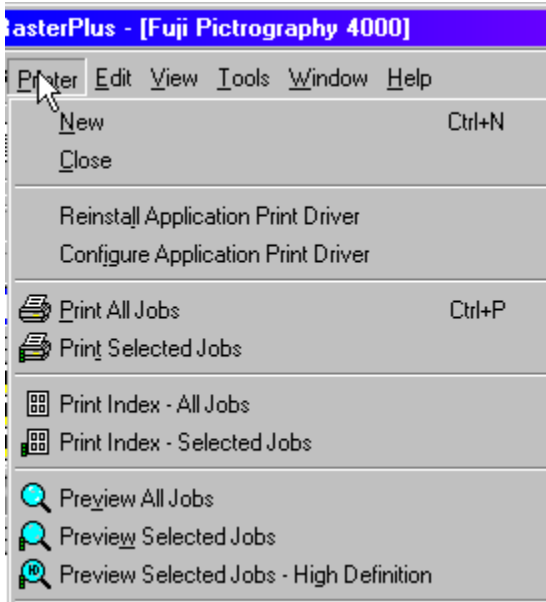 RasterPlus - [Fuji Pictrography 4000]
Printer Edit View Tools Window Help
New Ctrl+N
Close
Reinstall Application Print Driver
Configure Application Print Driver
Print All Jobs Ctrl+P
Print Selected Jobs
Print Index - All Jobs
Print Index - Selected Jobs
Preview All Jobs
Preview Selected Jobs
HD Preview Selected Jobs - High Definition